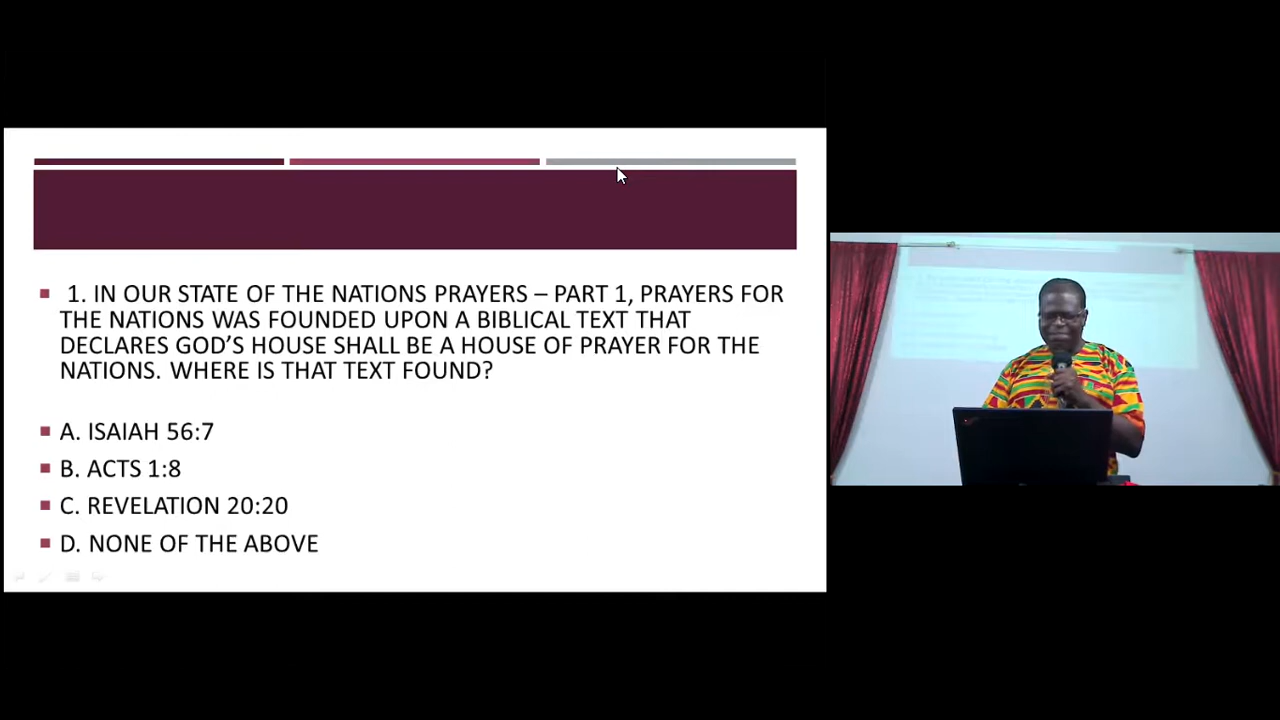 1. IN OUR STATE OF THE NATIONS PRAYERS – PART 1, PRAYERS FOR
THE NATIONS WAS FOUNDED UPON A BIBLICAL TEXT THAT
DECLARES GOD’S HOUSE SHALL BE A HOUSE OF PRAYER FOR THE
NATIONS. WHERE IS THAT TEXT FOUND?
A. ISAIAH 56:7
B. ACTS 1:8
C. REVELATION 20:20
D. NONE OF THE ABOVE